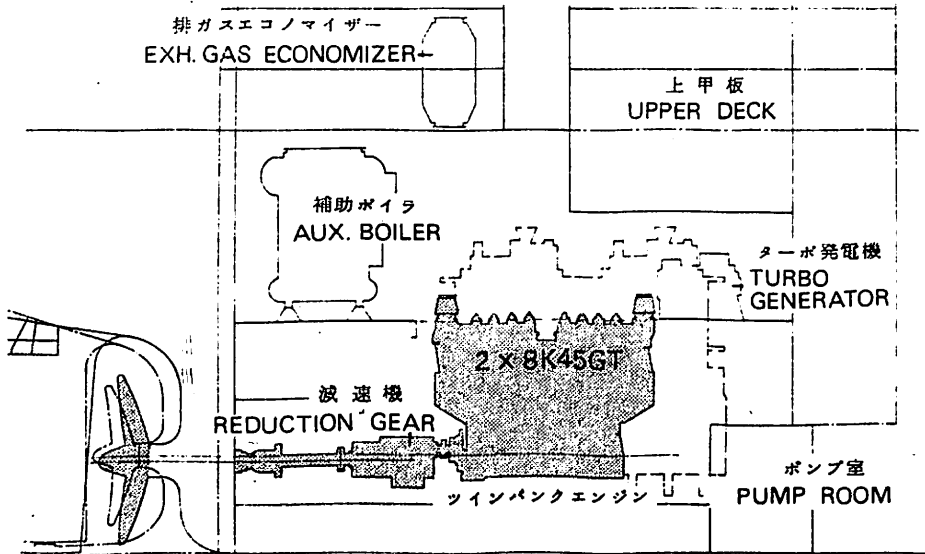 排ガスエコノマイザー
EXH. GAS ECONOMIZER
上甲板
UPPER DECK
補助ボイラ
AUX. BOILER
ターボ発電機
TURBO
GENERATOR
2 x 8K45GT
減速機
REDUCTION GEAR
ツインバンクエンジン
ポンプ室
PUMP ROOM